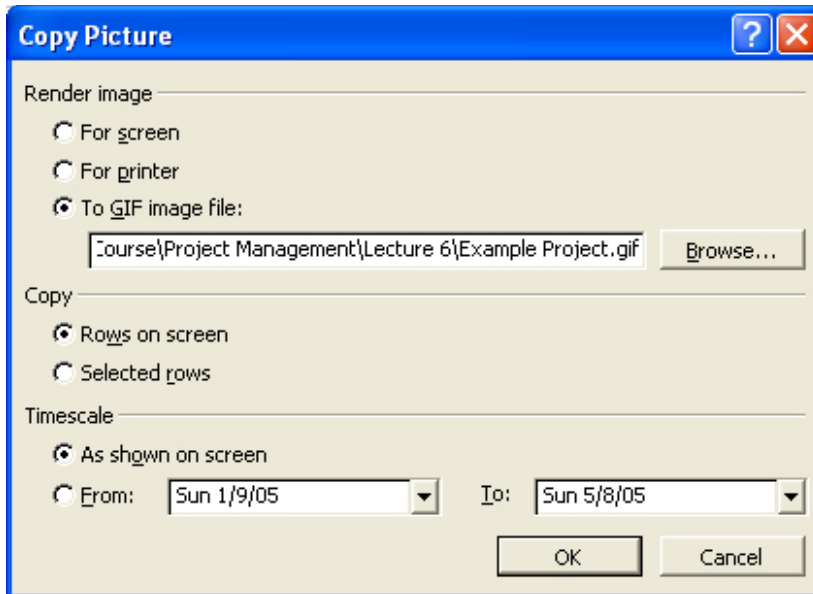 Copy Picture
Render image
For screen
For printer
To GIF image file:
Course\Project Management\Lecture 6\Example Project.gif Browse...
Copy
Rows on screen
Selected rows
Timescale
As shown on screen
From: Sun 1/9/05 To: Sun 5/8/05
OK Cancel